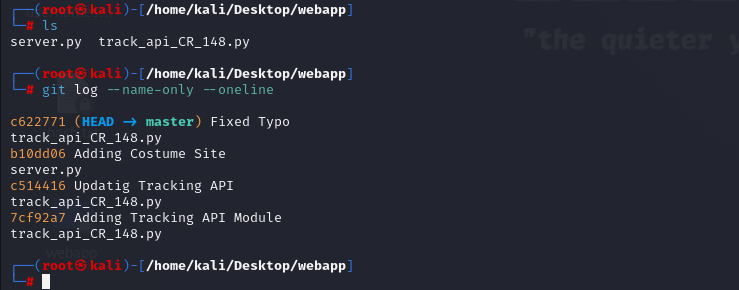 ┌──(root㉿kali)-[/home/kali/Desktop/webapp]
└─# ls
server.py  track_api_CR_148.py
"the quieter y
┌──(root㉿kali)-[/home/kali/Desktop/webapp]
└─# git log --name-only --oneline
c622771 (HEAD → master) Fixed Typo
track_api_CR_148.py
b10dd06 Adding Costume Site
server.py
c514416 Updatig Tracking API
track_api_CR_148.py
7cf92a7 Adding Tracking API Module
track_api_CR_148.py
webapp
┌──(root㉿kali)-[/home/kali/Desktop/webapp]
└─#